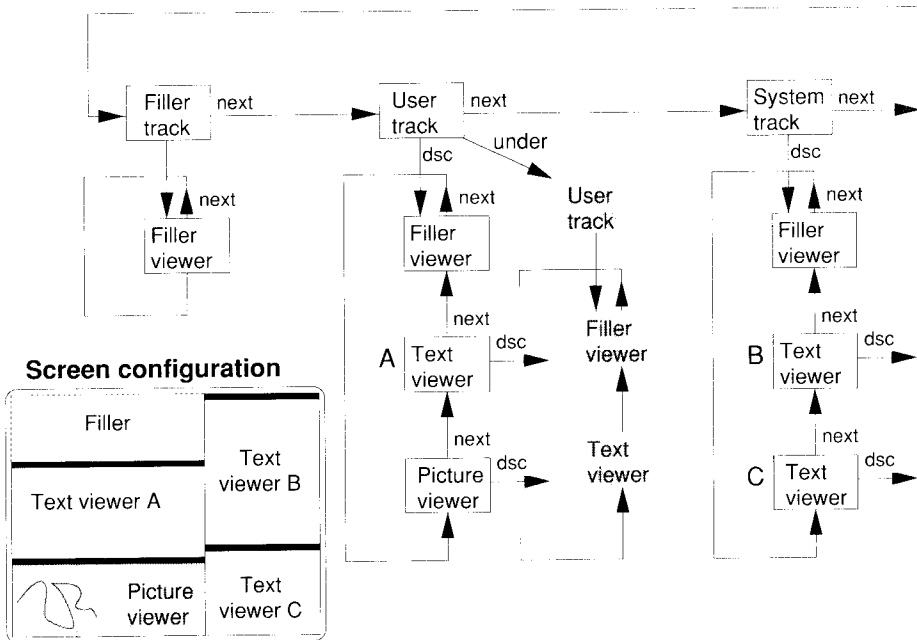 Filler
track
next
User
track
next
System
track
next
under
dsc
dsc
next
next
User
track
next
Filler
viewer
Filler
viewer
Filler
viewer
next
next
Filler
viewer
A
Text
viewer
dsc
B
Text
viewer
dsc
Screen configuration
Filler
Text
viewer B
Text viewer A
next
Picture
viewer
dsc
Text
viewer
next
C
Text
viewer
dsc
Picture
viewer
Text
viewer C